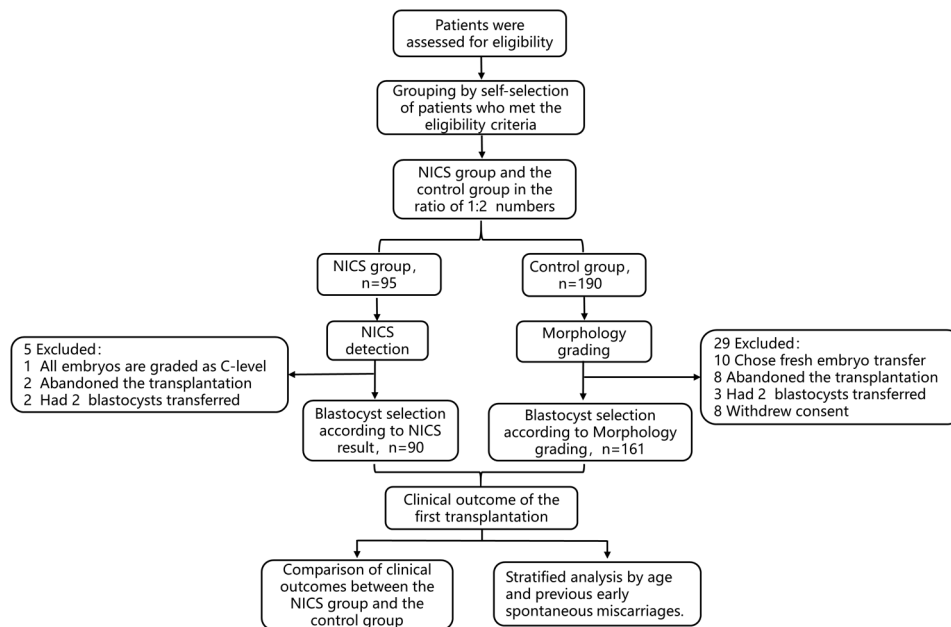 Patients were
assessed for eligibility
Grouping by self-selection
of patients who met the
eligibility criteria
NICS group and the
control group in the
ratio of 1:2 numbers
NICS group，
n=95
Control group，
n=190
NICS
detection
Morphology
grading
5 Excluded：
1 All embryos are graded as C-level
2 Abandoned the transplantation
2 Had 2 blastocysts transferred
29 Excluded：
10 Chose fresh embryo transfer
8 Abandoned the transplantation
3 Had 2 blastocysts transferred
8 Withdrew consent
Blastocyst selection
according to NICS
result，n=90
Blastocyst selection
according to Morphology
grading，n=161
Clinical outcome of the
first transplantation
Comparison of clinical
outcomes between the
NICS group and the
control group
Stratified analysis by age
and previous early
spontaneous miscarriages.